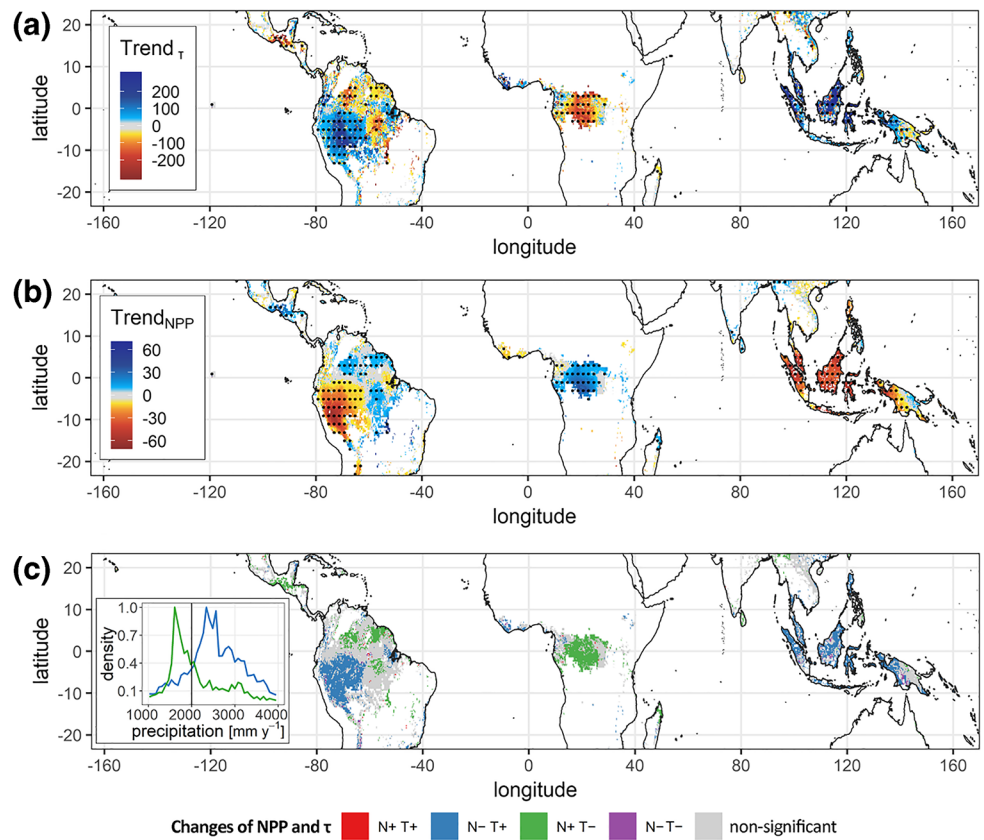 (a)
Trend τ
200
100
0
-100
-200
20
10
0
-10
-20
latitude
-160 -120 -80 -40 0 40 80 120 160
longitude
(b)
Trend NPP
60
30
0
-30
-60
20
10
0
-10
-20
latitude
-160 -120 -80 -40 0 40 80 120 160
longitude
(c)
1.0
0.7
0.4
0.1
density
1000 2000 3000 4000
precipitation [mm y⁻¹]
20
10
0
-10
-20
latitude
-160 -120 -80 -40 0 40 80 120 160
longitude
Changes of NPP and τ N+ T+ N− T+ N+ T− N− T− non-significant